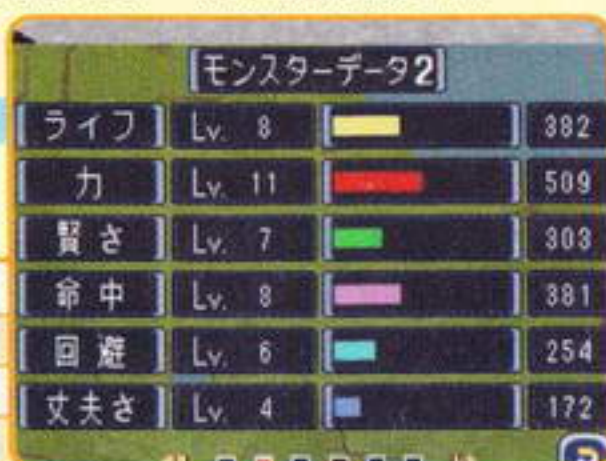 モンスターデータ2
ライフ Lv. 8 382
力 Lv. 11 509
賢さ Lv. 7 303
命中 Lv. 8 381
回避 Lv. 6 254
丈夫さ Lv. 4 172